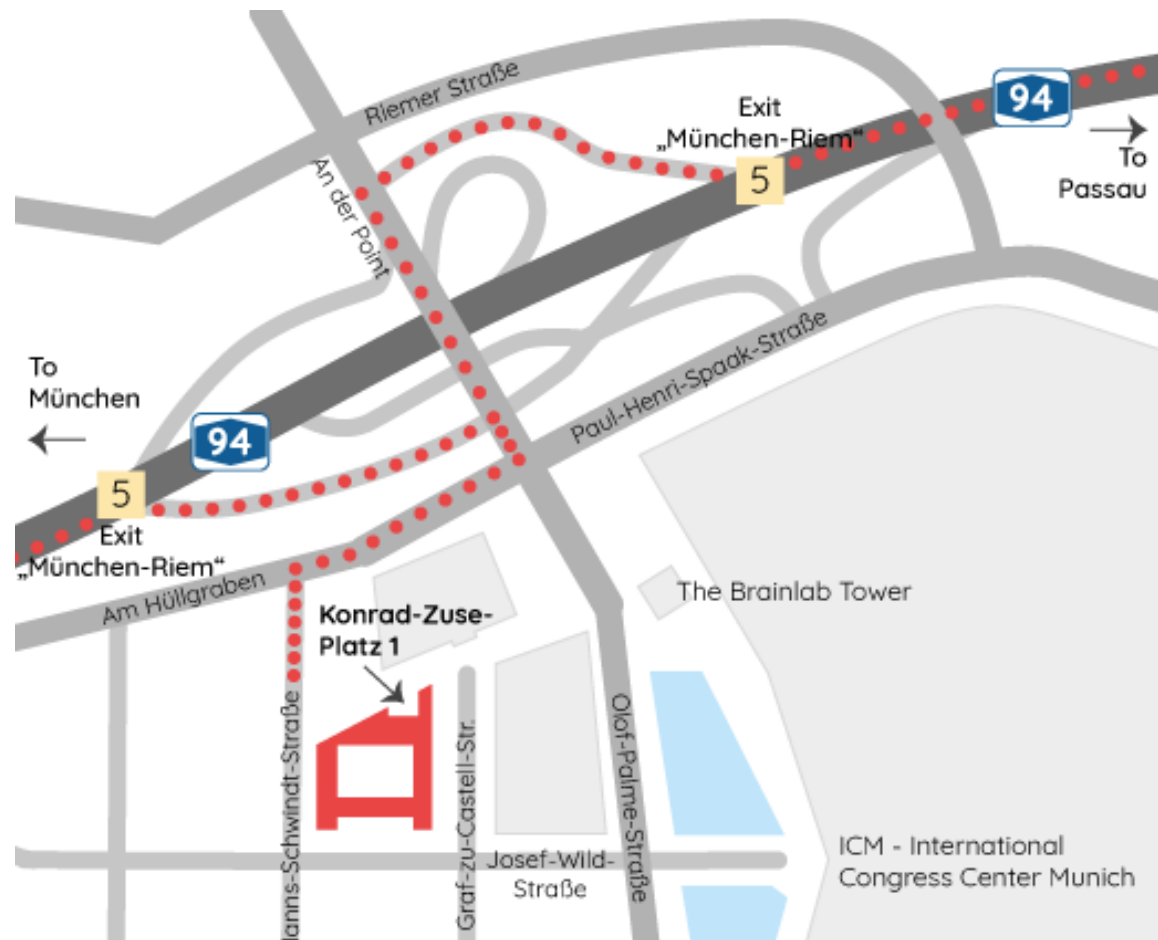 Riemer Straße
94
Exit
„München-Riem“
5
To
Passau
An der Point
To
München
94
5
Exit
„München-Riem“
Paul-Henri-Spaak-Straße
Am Hüllgraben
The Brainlab Tower
Konrad-Zuse-
Platz 1
Hanns-Schwindt-Straße
Graf-zu-Castell-Str.
Olof-Palme-Straße
Josef-Wild-
Straße
ICM - International
Congress Center Munich